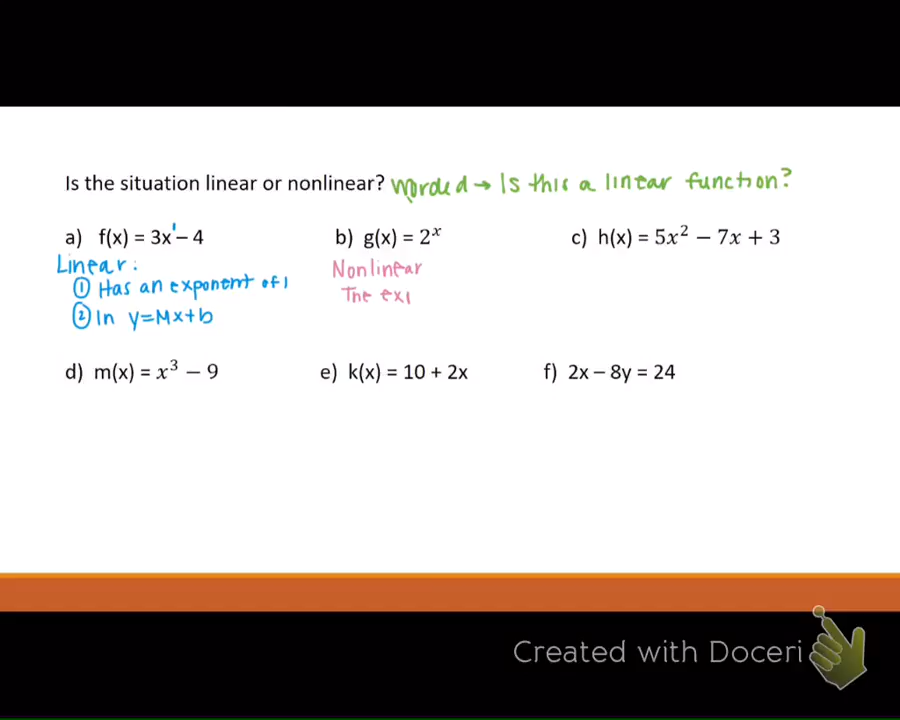 Is the situation linear or nonlinear? worded → Is this a linear function?
a) f(x) = 3x¹ – 4 b) g(x) = 2ˣ c) h(x) = 5x² − 7x + 3
Linear: Nonlinear
① Has an exponent of 1 The
② In y=Mx+b
d) m(x) = x³ − 9 e) k(x) = 10 + 2x f) 2x – 8y = 24
Created with Doceri